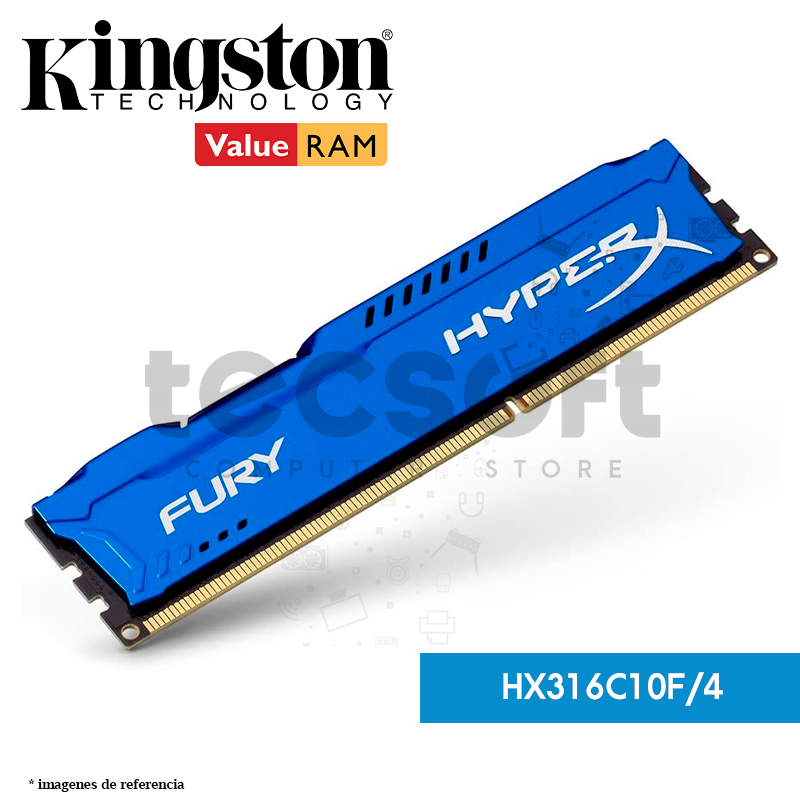 Kingston®
TECHNOLOGY
Value RAM
HYPERX
tecsoft
COMPUT STORE
FURY
HX316C10F/4
* imagenes de referencia